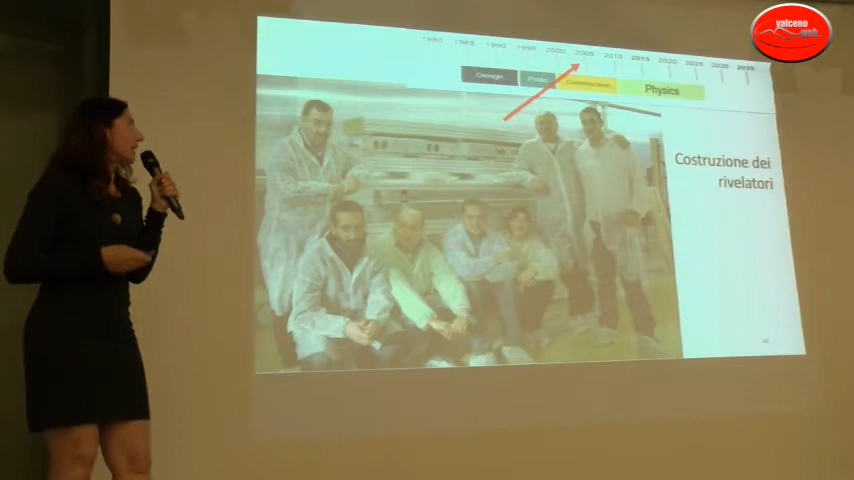 valceno
web
1980 1985 1990 1995 2000 2005 2010 2015 2020 2025 2030 2035
Design Proto Construction Physics
Costruzione dei
rivelatori